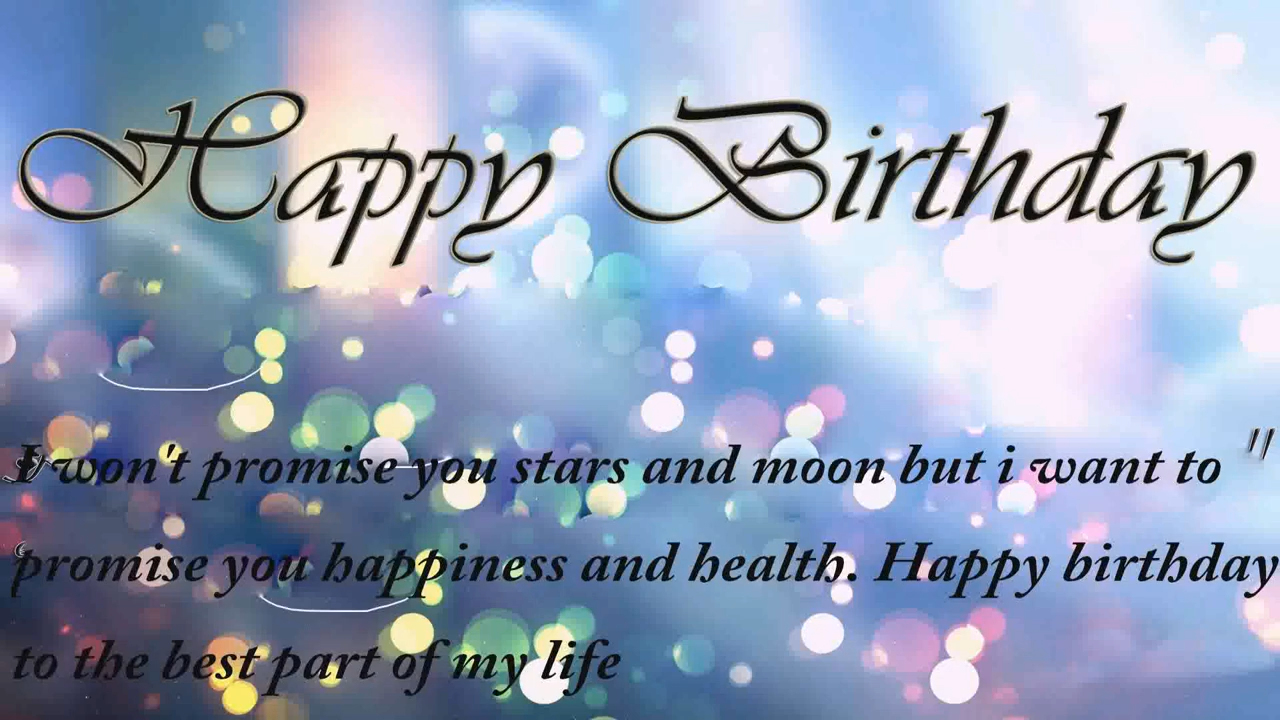 Happy Birthday
I won't promise you stars and moon but i want to "
promise you happiness and health. Happy birthday
to the best part of my life